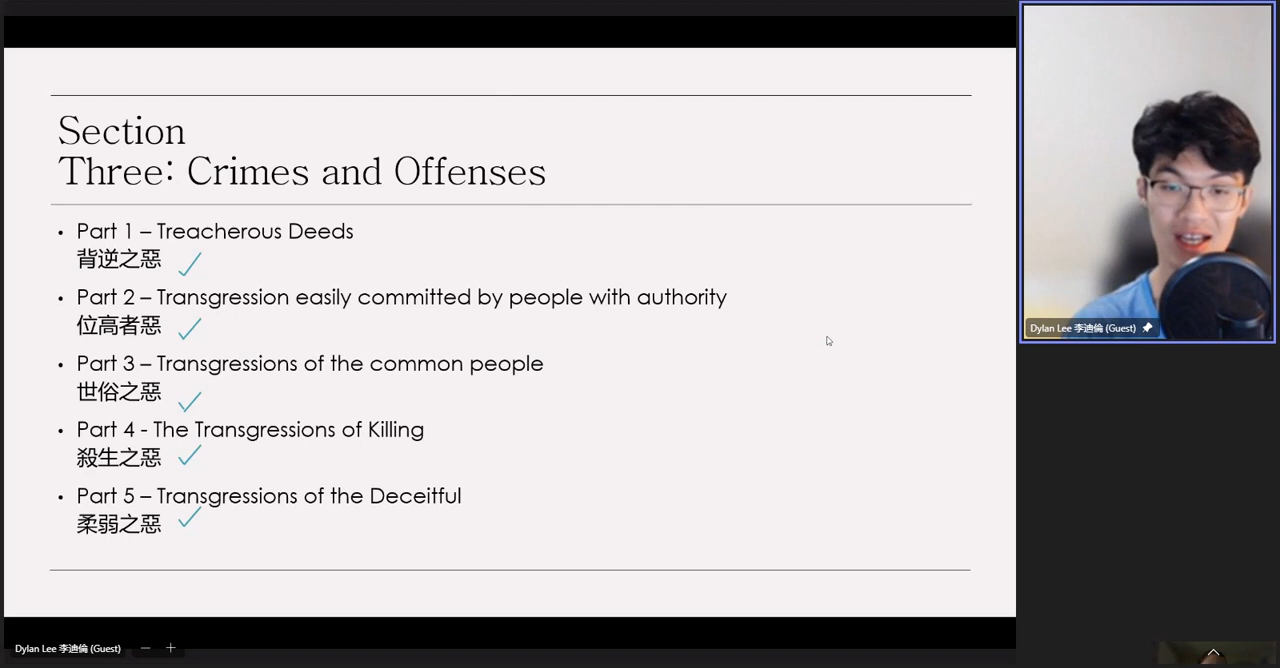 Section
Three: Crimes and Offenses
• Part 1 – Treacherous Deeds
背逆之惡
• Part 2 – Transgression easily committed by people with authority
位高者惡
• Part 3 – Transgressions of the common people
世俗之惡
• Part 4 - The Transgressions of Killing
殺生之惡
• Part 5 – Transgressions of the Deceitful
柔弱之惡
Dylan Lee 李迪倫 (Guest)
Dylan Lee 李迪倫 (Guest)